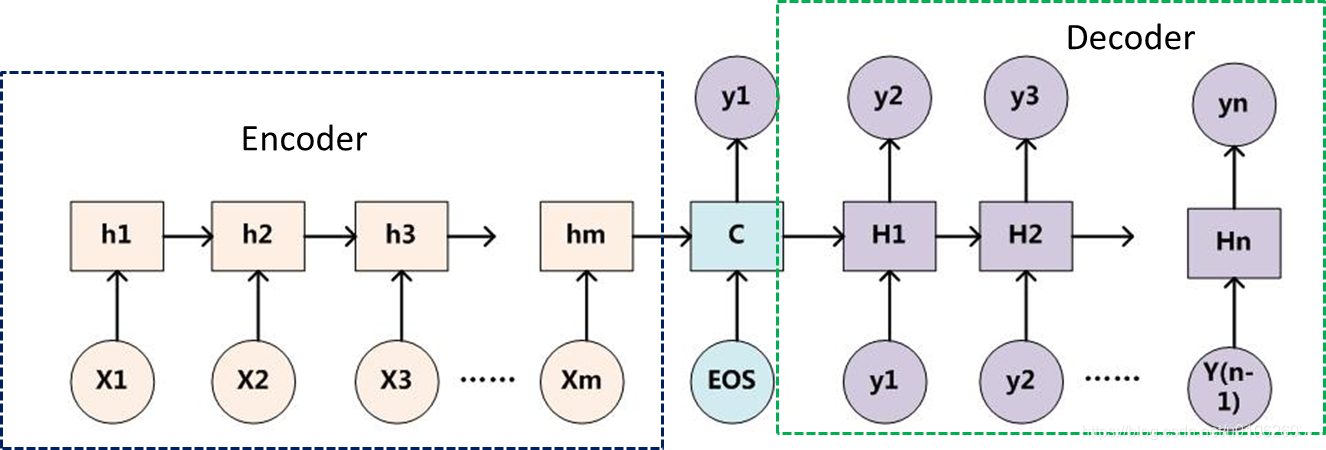 Decoder
Encoder
y1 y2 y3 yn
h1 h2 h3 hm C H1 H2 Hn
X1 X2 X3 ...... Xm EOS y1 y2 ...... Y(n-
1)